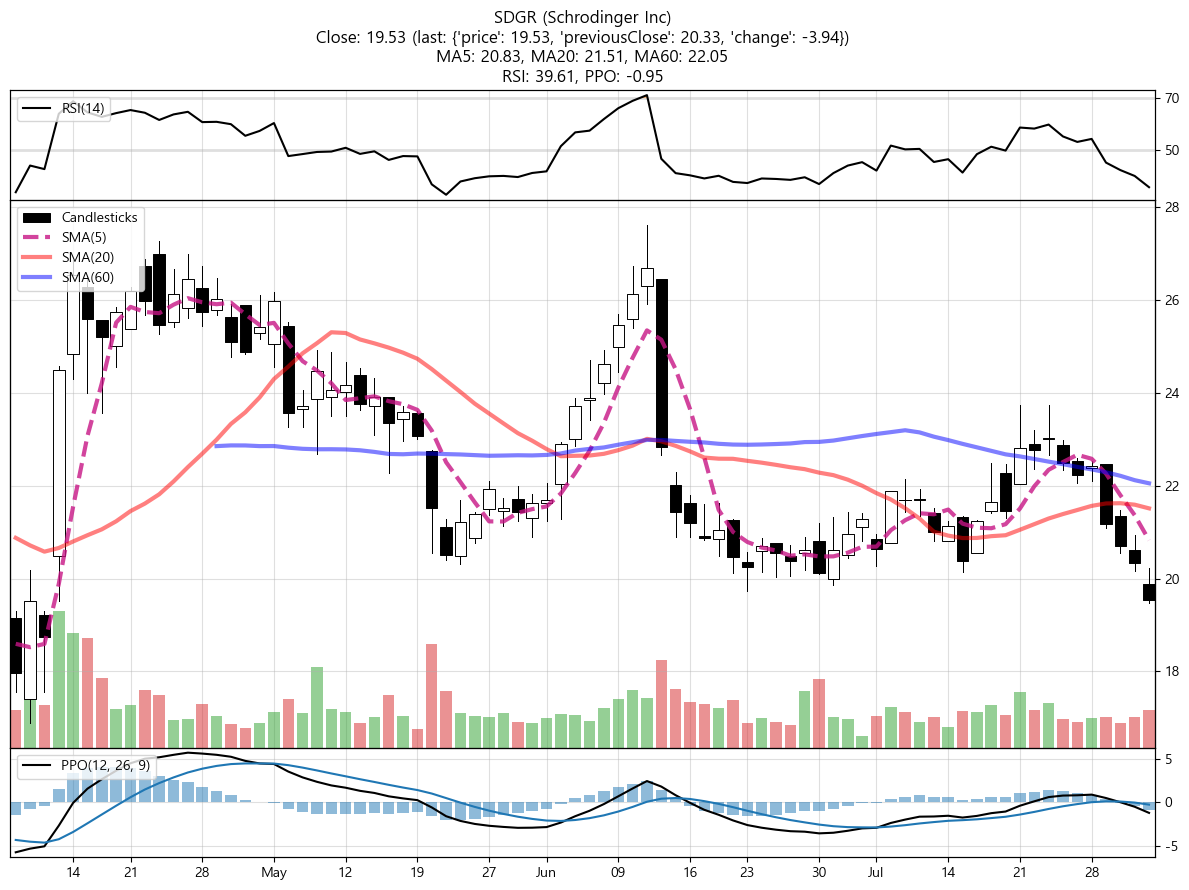 SDGR (Schrodinger Inc)
Close: 19.53 (last: {'price': 19.53, 'previousClose': 20.33, 'change': -3.94})
MA5: 20.83, MA20: 21.51, MA60: 22.05
RSI: 39.61, PPO: -0.95
RSI(14)
70
50
Candlesticks
SMA(5)
SMA(20)
SMA(60)
28
26
24
22
20
18
PPO(12, 26, 9)
5
0
-5
14 21 28 May 12 19 27 Jun 09 16 23 30 Jul 14 21 28